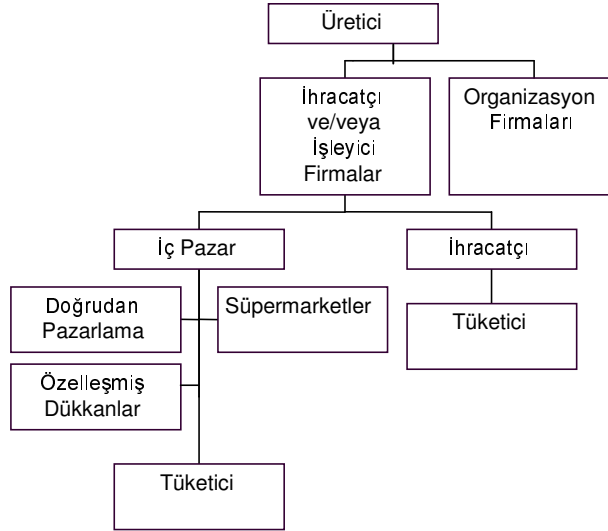 Üretici
İhracatçı
ve/veya
İşleyici
Firmalar
Organizasyon
Firmaları
İç Pazar
İhracatçı
Doğrudan
Pazarlama
Süpermarketler
Tüketici
Özelleşmiş
Dükkanlar
Tüketici